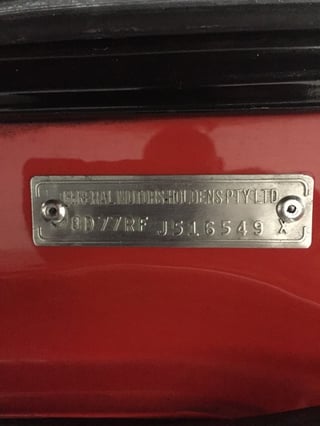 GENERAL MOTORS-HOLDENS PTY LTD
8D77RF J516549 X